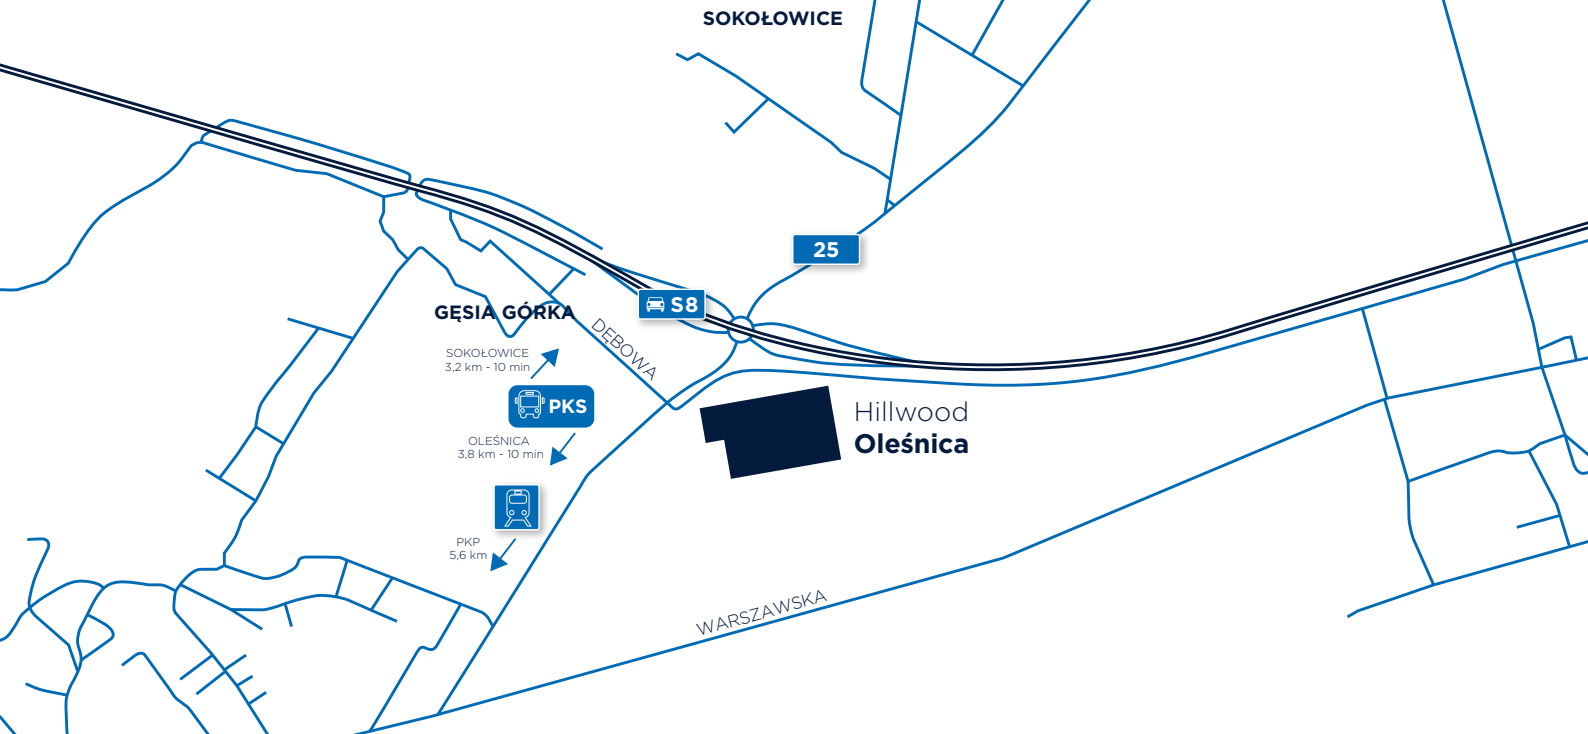 SOKOŁOWICE
25
S8
GĘSIA GÓRKA
DĘBOWA
SOKOŁOWICE
3,2 km - 10 min
PKS
Hillwood
Oleśnica
OLEŚNICA
3,8 km - 10 min
PKP
5,6 km
WARSZAWSKA